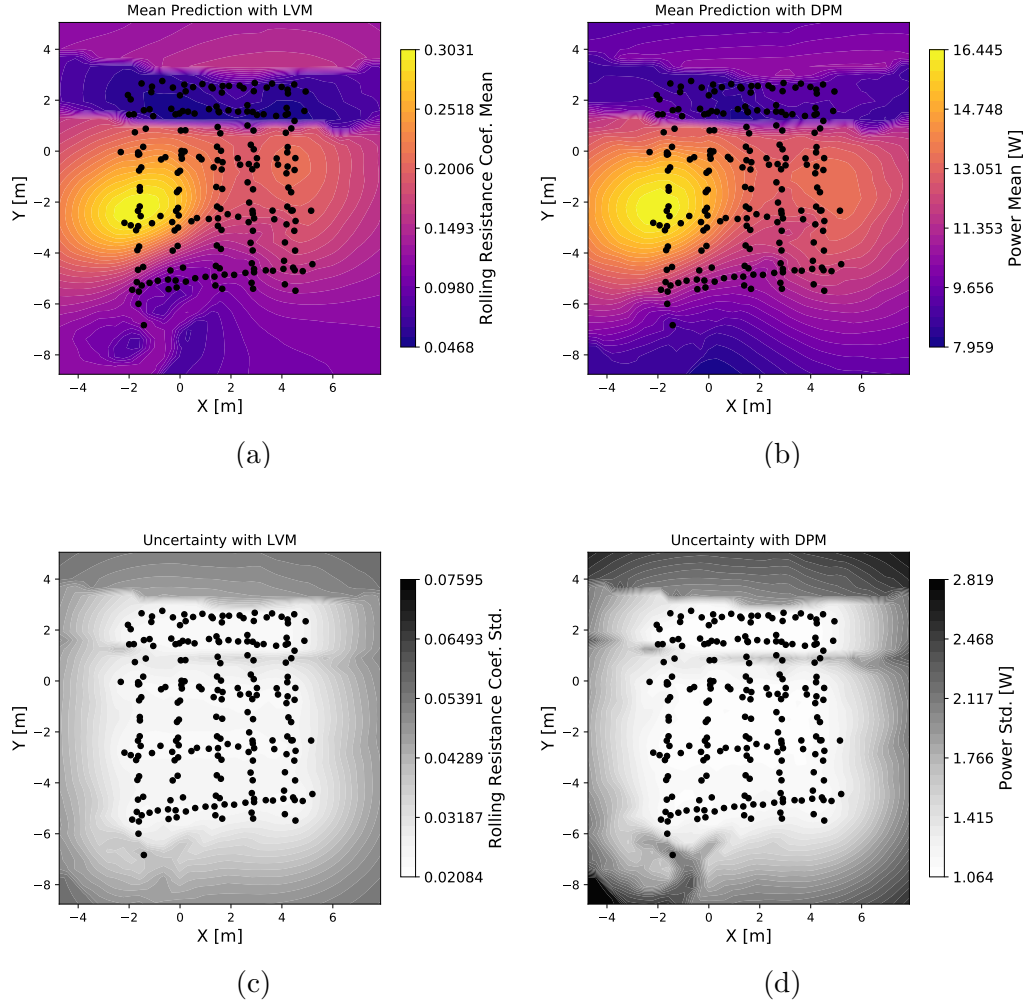 Mean Prediction with LVM
4
2
0
−2
−4
−6
−8
Y [m]
−4 −2 0 2 4 6
X [m]
0.3031
0.2518
0.2006
0.1493
0.0980
0.0468
Rolling Resistance Coef. Mean
(a)
Mean Prediction with DPM
4
2
0
−2
−4
−6
−8
Y [m]
−4 −2 0 2 4 6
X [m]
16.445
14.748
13.051
11.353
9.656
7.959
Power Mean [W]
(b)
Uncertainty with LVM
4
2
0
−2
−4
−6
−8
Y [m]
−4 −2 0 2 4 6
X [m]
0.07595
0.06493
0.05391
0.04289
0.03187
0.02084
Rolling Resistance Coef. Std.
(c)
Uncertainty with DPM
4
2
0
−2
−4
−6
−8
Y [m]
−4 −2 0 2 4 6
X [m]
2.819
2.468
2.117
1.766
1.415
1.064
Power Std. [W]
(d)